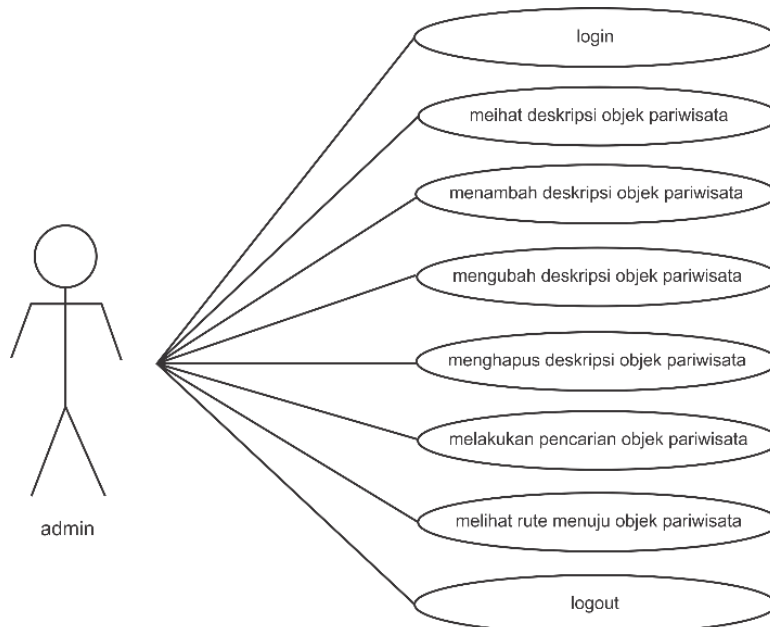 login
meihat deskripsi objek pariwisata
menambah deskripsi objek pariwisata
mengubah deskripsi objek pariwisata
menghapus deskripsi objek pariwisata
melakukan pencarian objek pariwisata
melihat rute menuju objek pariwisata
logout
admin